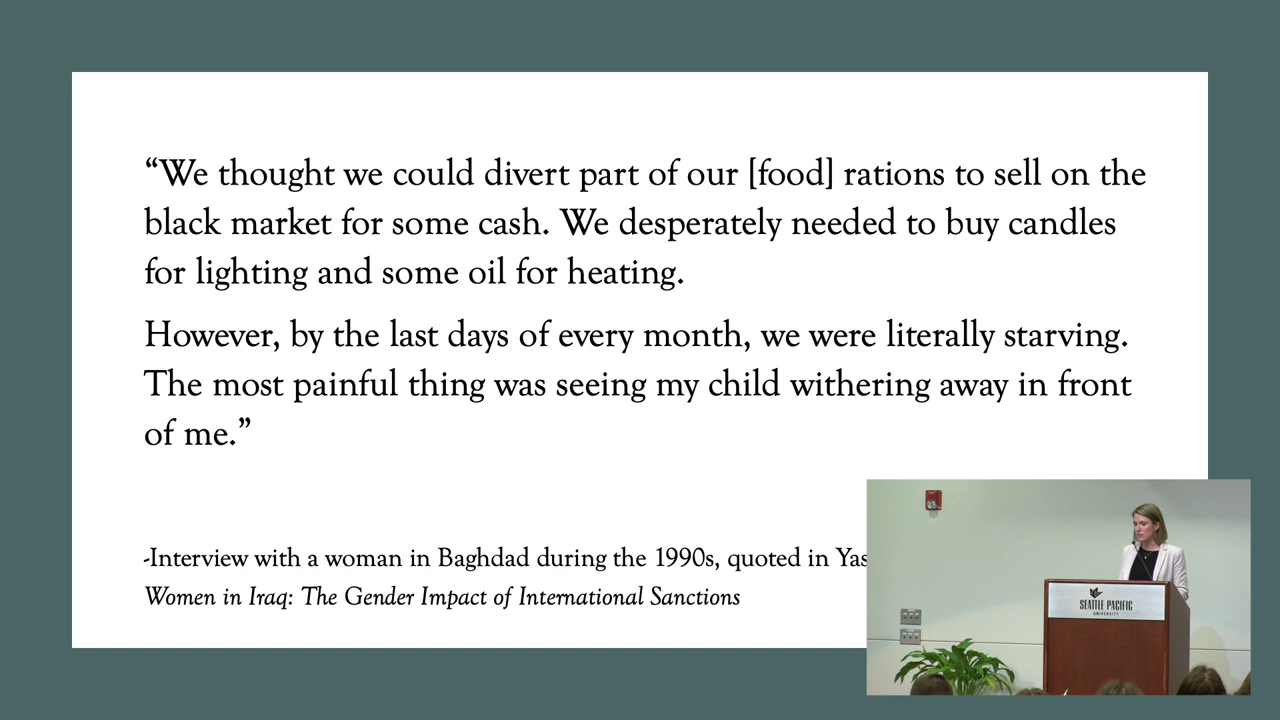 “We thought we could divert part of our [food] rations to sell on the
black market for some cash. We desperately needed to buy candles
for lighting and some oil for heating.
However, by the last days of every month, we were literally starving.
The most painful thing was seeing my child withering away in front
of me.”
-Interview with a woman in Baghdad during the 1990s, quoted in
Women in Iraq: The Gender Impact of International Sanctions
SEATTLE PACIFIC
UNIVERSITY